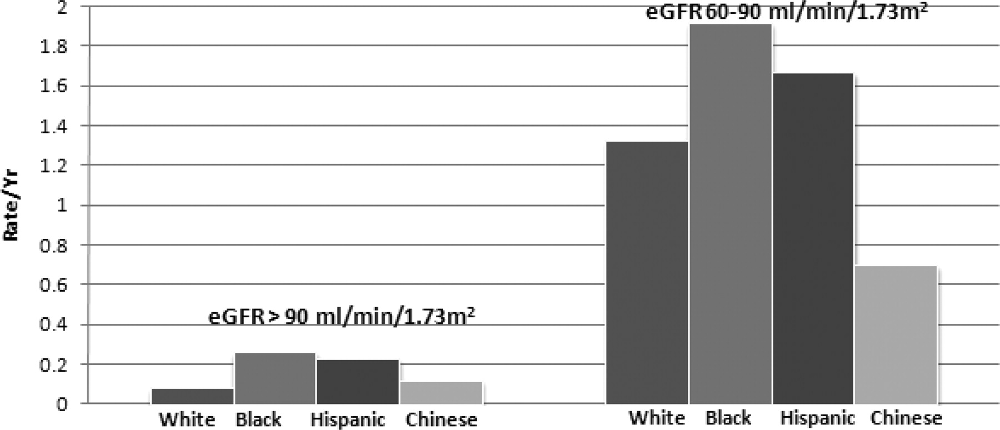 eGFR 60-90 ml/min/1.73m²
2
1.8
1.6
1.4
1.2
1
0.8
0.6
0.4
0.2
0
Rate/Yr
eGFR > 90 ml/min/1.73m²
White Black Hispanic Chinese White Black Hispanic Chinese